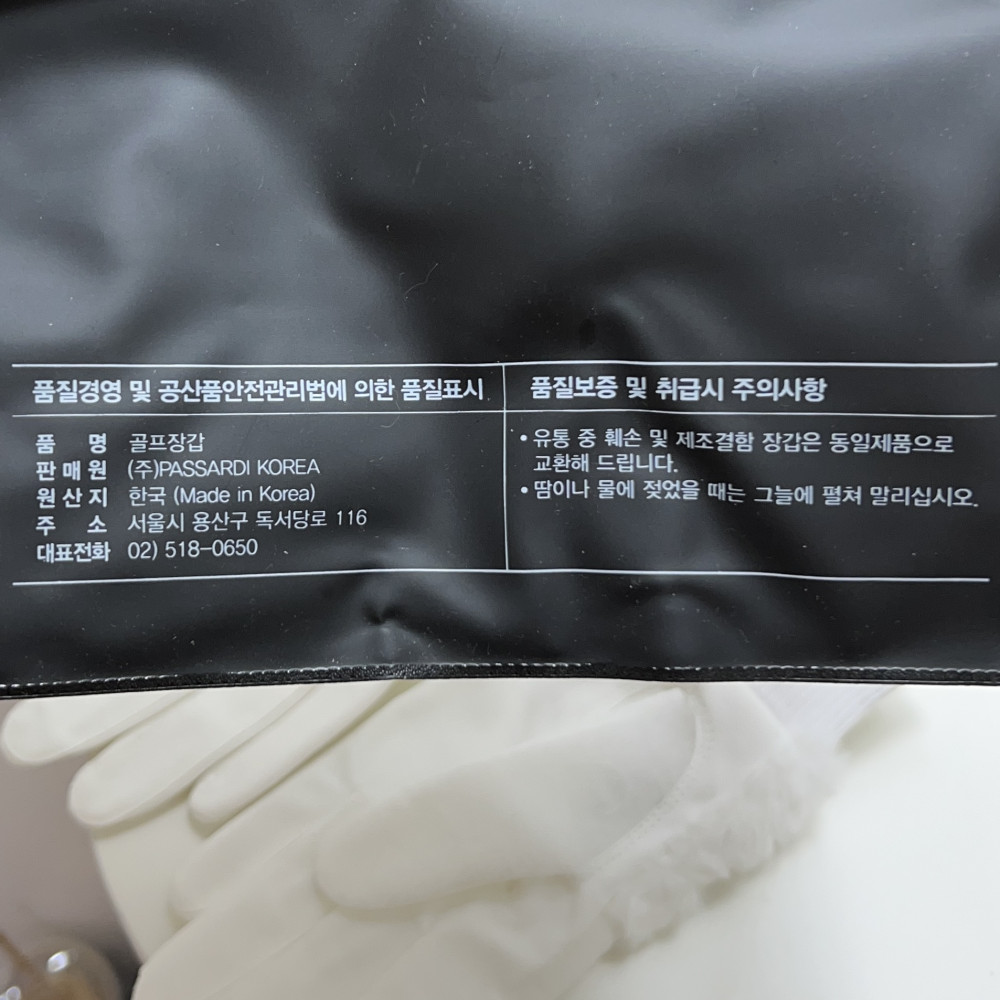 품질경영 및 공산품안전관리법에 의한 품질표시
품 명 골프장갑
판 매 원 (주)PASSARDI KOREA
원 산 지 한국 (Made in Korea)
주 소 서울시 용산구 독서당로 116
대표전화 02) 518-0650
품질보증 및 취급시 주의사항
• 유통 중 훼손 및 제조결함 장갑은 동일제품으로
교환해 드립니다.
• 땀이나 물에 젖었을 때는 그늘에 펼쳐 말리십시오.